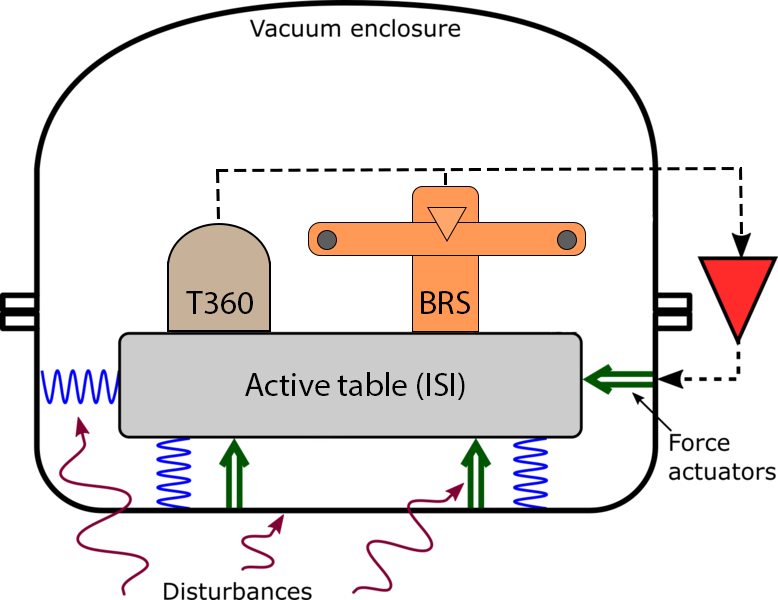 Vacuum enclosure
T360
BRS
Active table (ISI)
Force
actuators
Disturbances